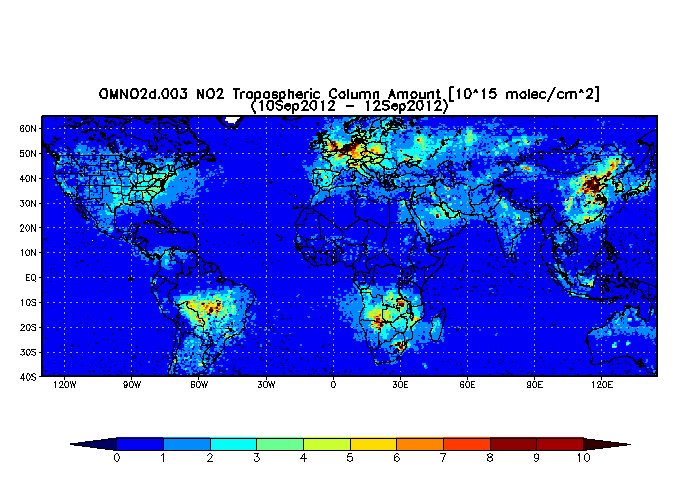 OMNO2d.003 NO2 Tropospheric Column Amount [10^15 molec/cm^2]
(10Sep2012 - 12Sep2012)
60N
50N
40N
30N
20N
10N
EQ
10S
20S
30S
40S
120W 90W 60W 30W 0 30E 60E 90E 120E
0 1 2 3 4 5 6 7 8 9 10